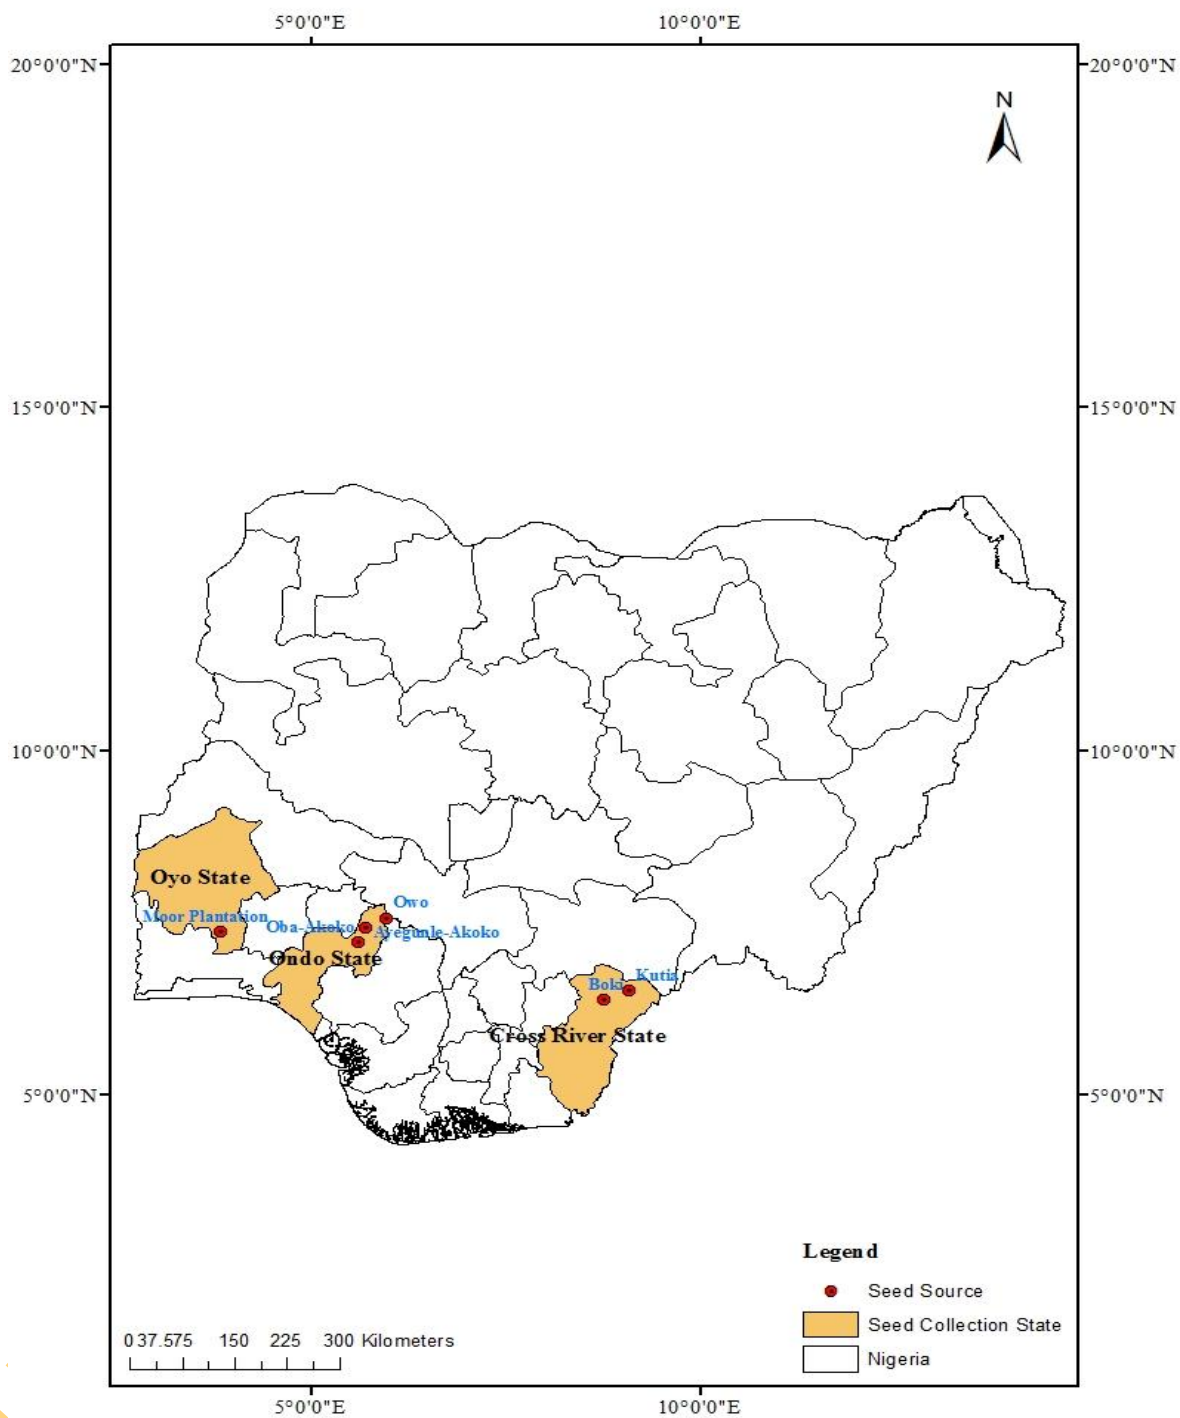 5°0'0"E 10°0'0"E
20°0'0"N 20°0'0"N
N
15°0'0"N 15°0'0"N
10°0'0"N 10°0'0"N
Oyo State
Owo
Moor Plantation
Oba-Akoko
Ayegunle-Akoko
Ondo State
Kutia
Boki
Cross River State
5°0'0"N 5°0'0"N
Legend
Seed Source
Seed Collection State
Nigeria
037.575 150 225 300 Kilometers
5°0'0"E 10°0'0"E